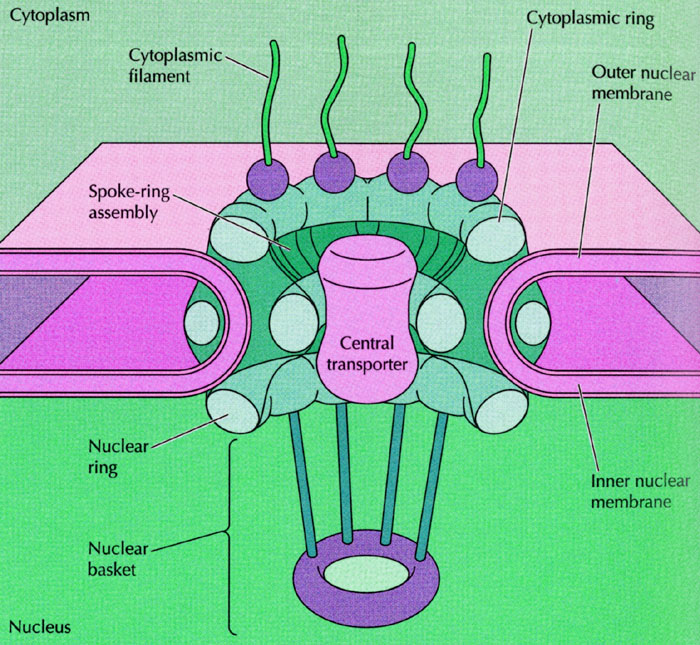 Cytoplasm
Cytoplasmic ring
Cytoplasmic
filament
Outer nuclear
membrane
Spoke-ring
assembly
Central
transporter
Nuclear
ring
Inner nuclear
membrane
Nuclear
basket
Nucleus